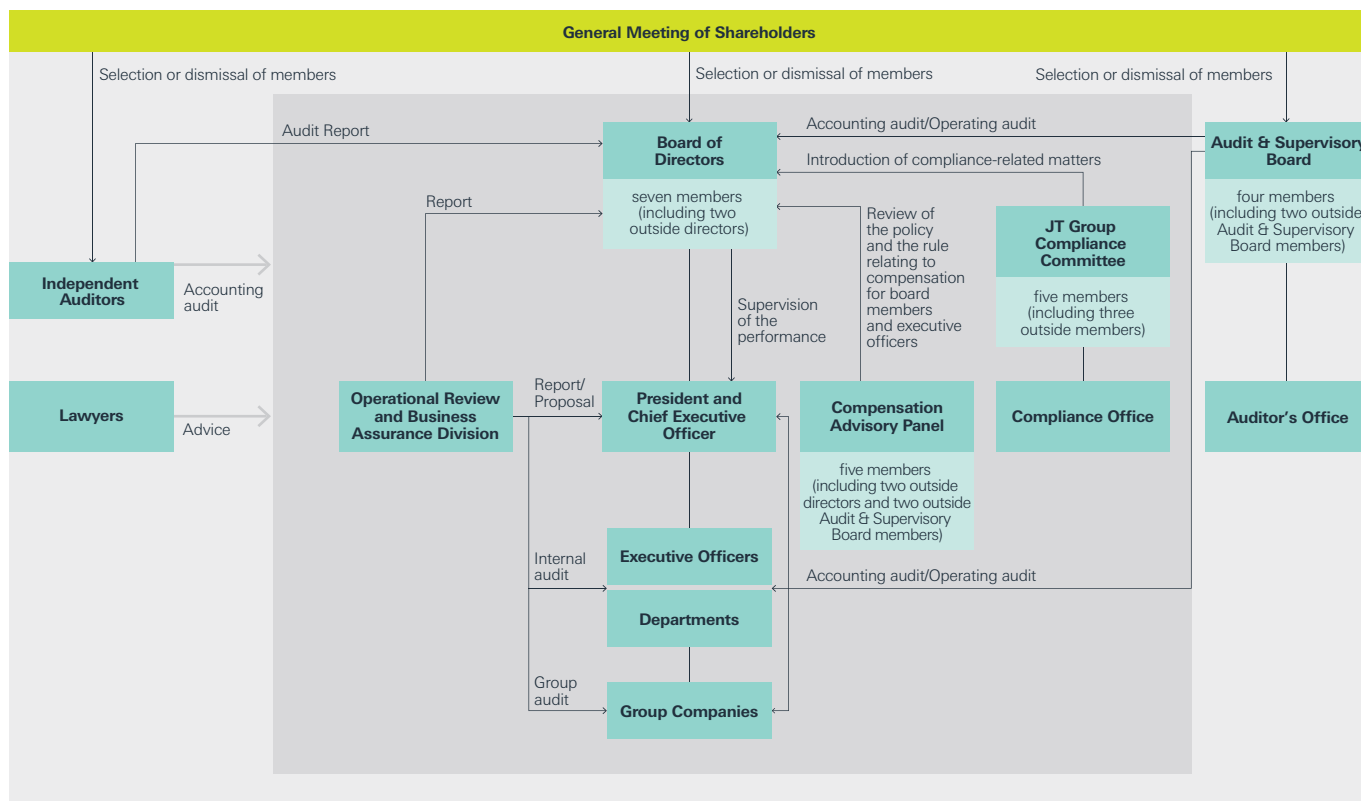 General Meeting of Shareholders
Selection or dismissal of members
Selection or dismissal of members
Selection or dismissal of members
Audit Report
Board of
Directors
seven members
(including two
outside directors)
Accounting audit/Operating audit
Introduction of compliance-related matters
Audit & Supervisory
Board
four members
(including two outside
Audit & Supervisory
Board members)
Report
Review of
the policy
and the rule
relating to
compensation
for board
members
and executive
officers
JT Group
Compliance
Committee
five members
(including three
outside members)
Independent
Auditors
Accounting
audit
Supervision
of the
performance
Lawyers
Advice
Operational Review
and Business
Assurance Division
Report/
Proposal
President and
Chief Executive
Officer
Compensation
Advisory Panel
five members
(including two outside
directors and two outside
Audit & Supervisory
Board members)
Compliance Office
Auditor's Office
Internal
audit
Executive Officers
Accounting audit/Operating audit
Departments
Group
audit
Group Companies